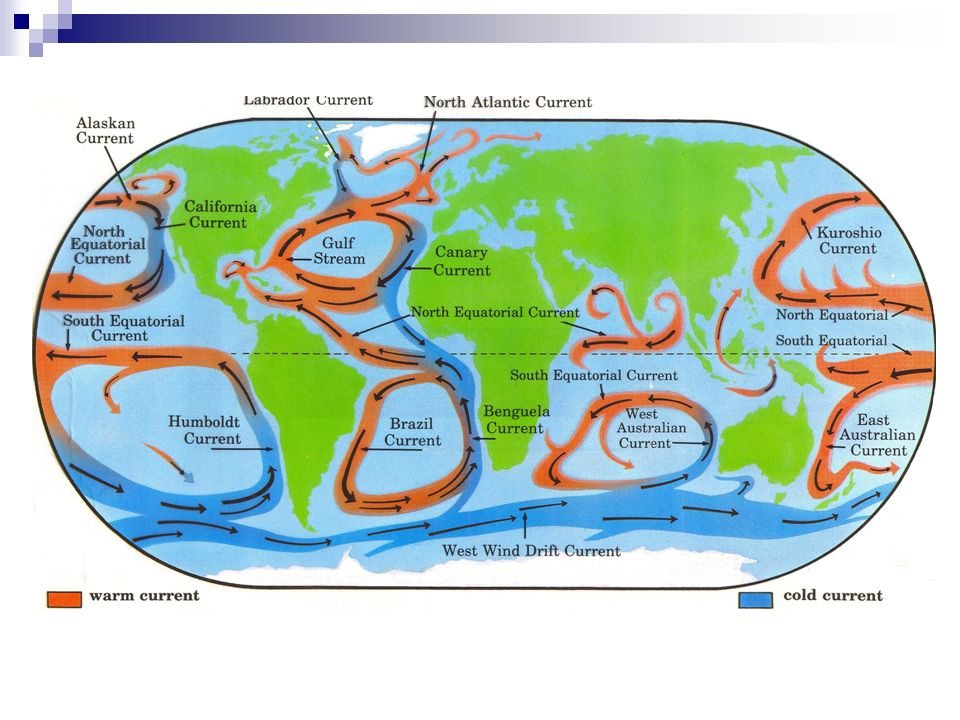 Labrador Current
North Atlantic Current
Alaskan
Current
California
Current
North
Equatorial
Current
Gulf
Stream
Canary
Current
Kuroshio
Current
South Equatorial
Current
North Equatorial Current
North Equatorial
South Equatorial
South Equatorial Current
Humboldt
Current
Brazil
Current
Benguela
Current
West
Australian
Current
East
Australian
Current
West Wind Drift Current
warm current
cold current